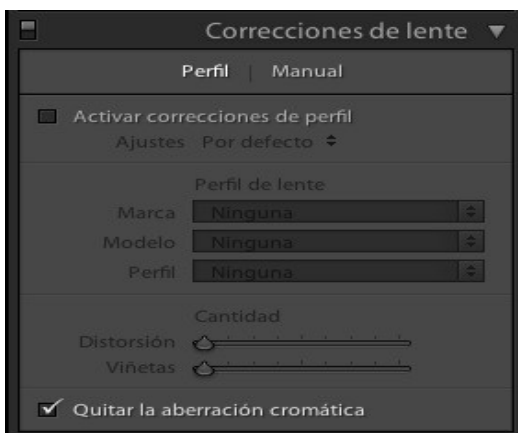 Correcciones de lente
Perfil | Manual
Activar correcciones de perfil
Ajustes Por defecto
Perfil de lente
Marca Ninguna
Modelo Ninguna
Perfil Ninguna
Cantidad
Distorsión
Viñetas
Quitar la aberración cromática